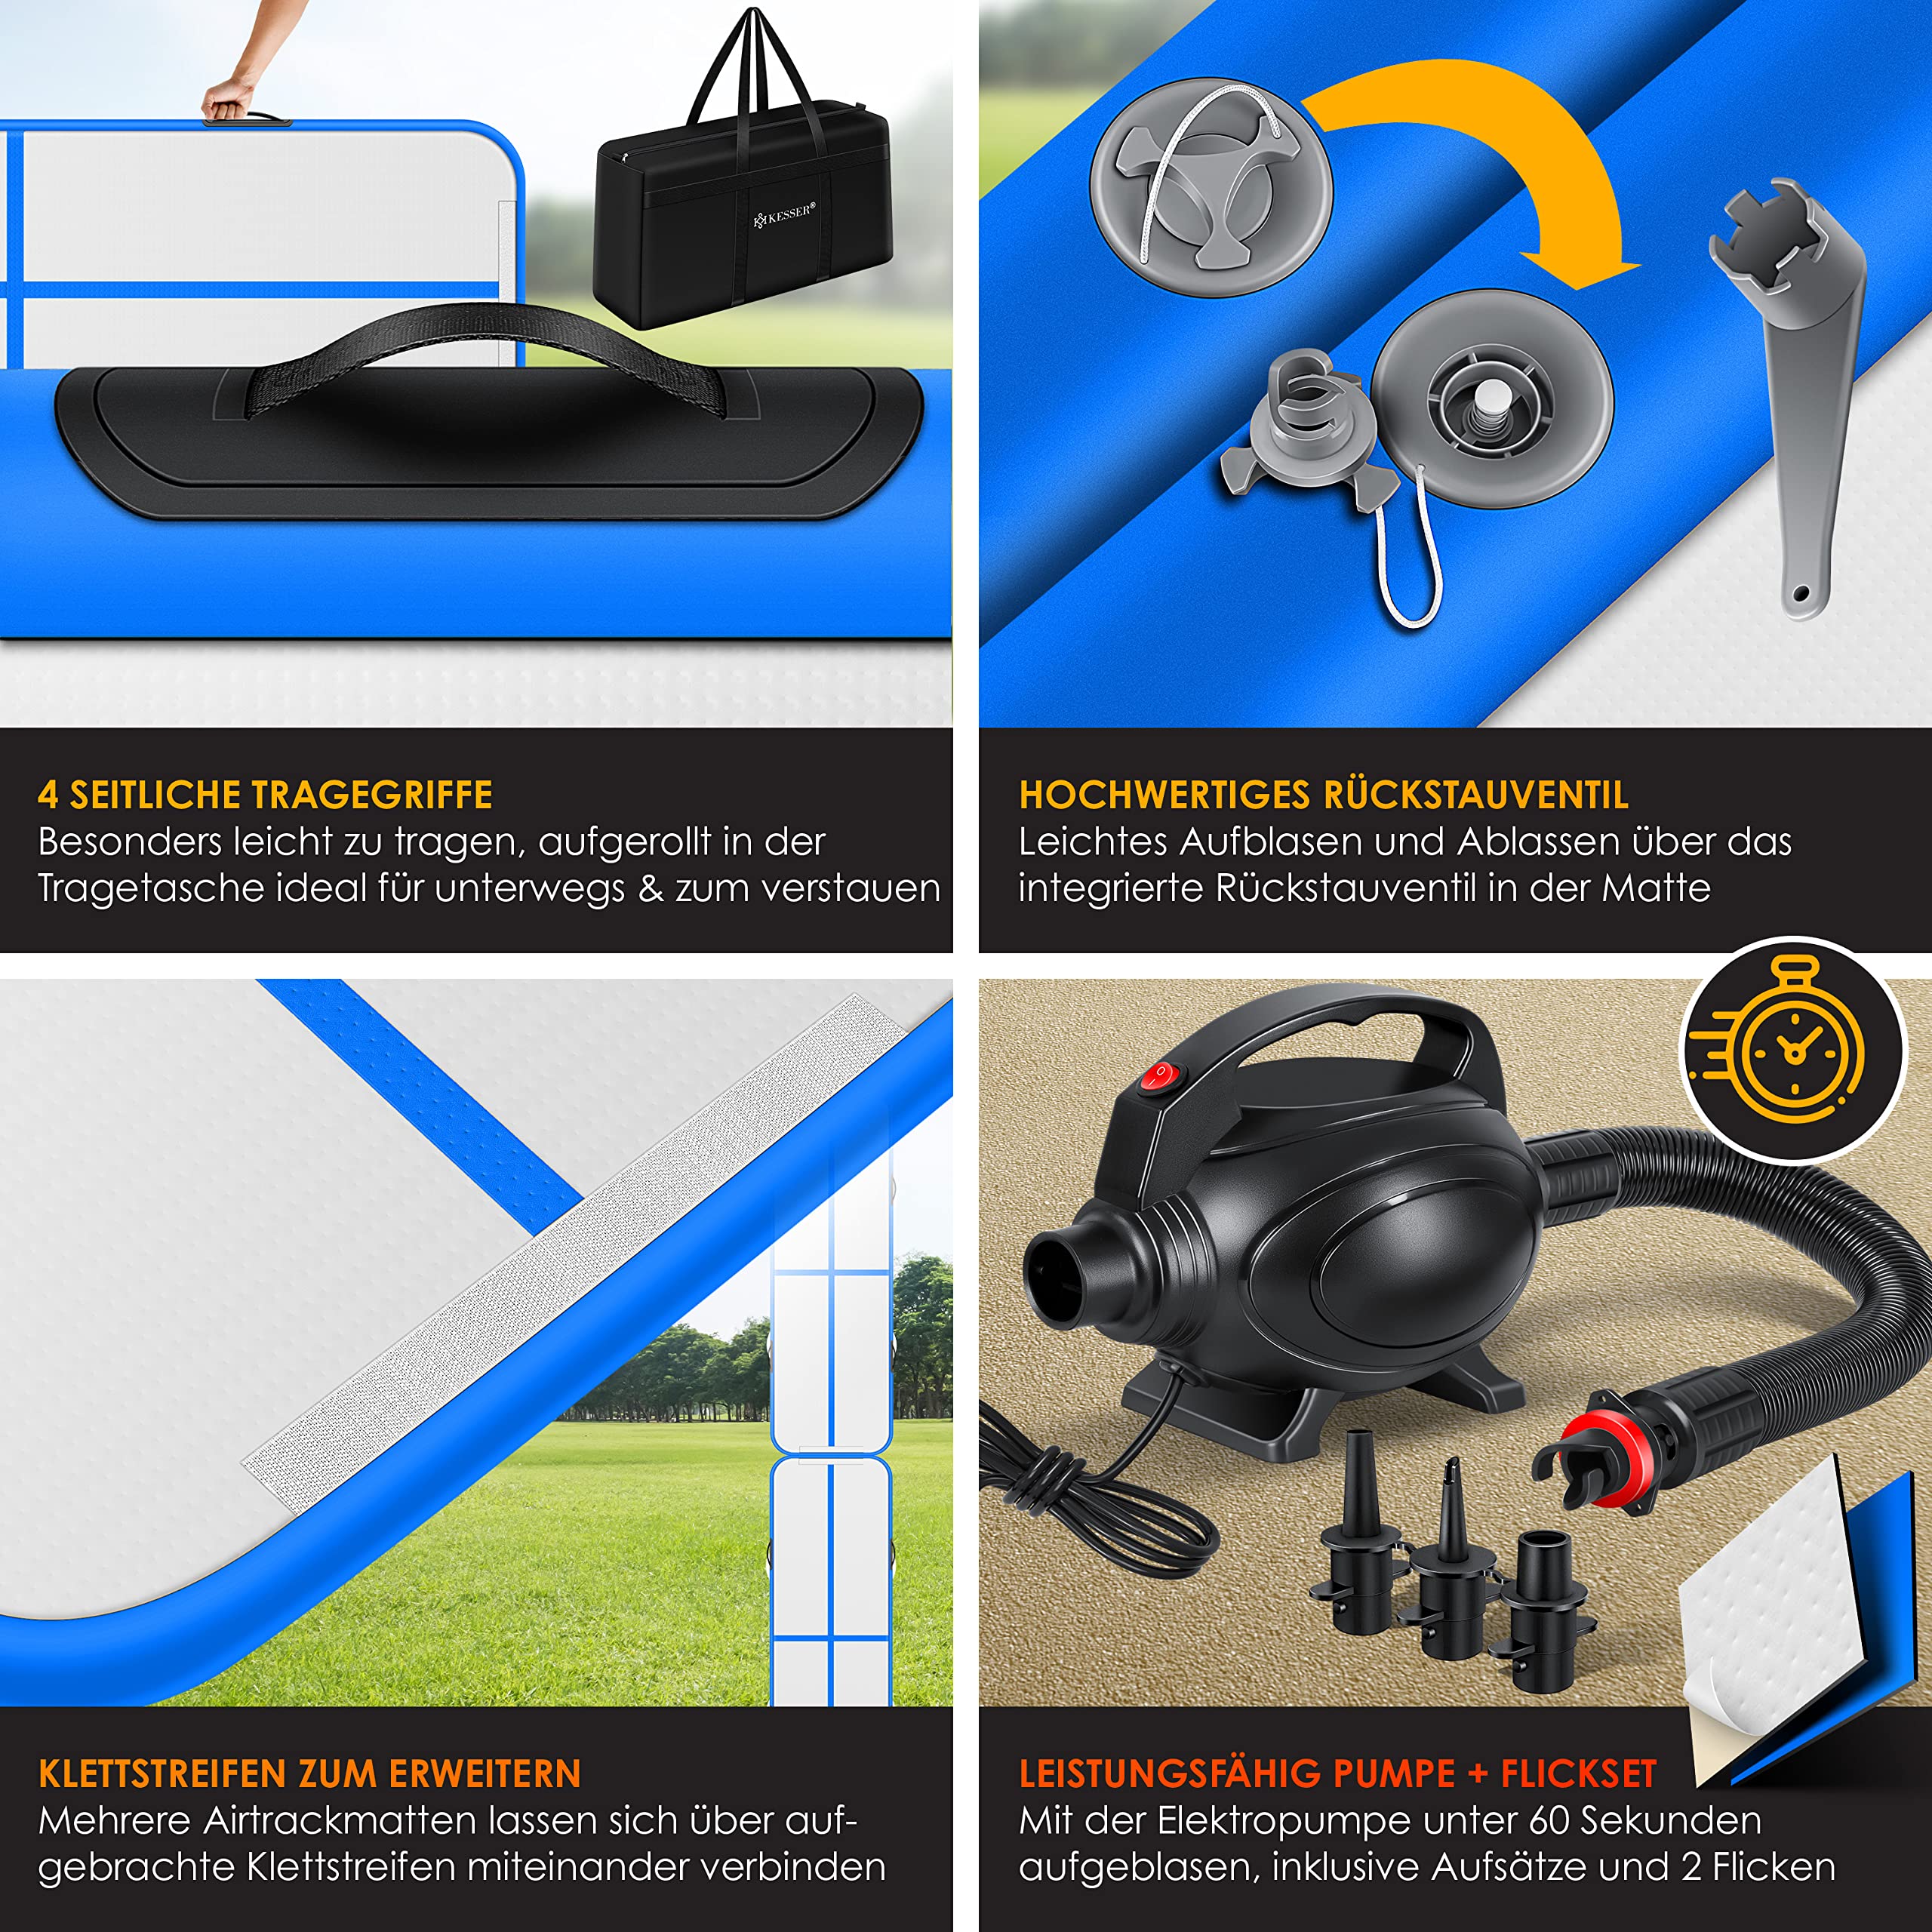 KESSER®
4 SEITLICHE TRAGEGRIFFE
Besonders leicht zu tragen, aufgerollt in der
Tragetasche ideal für unterwegs & zum verstauen
HOCHWERTIGES RÜCKSTAUVENTIL
Leichtes Aufblasen und Ablassen über das
integrierte Rückstauventil in der Matte
KLETTSTREIFEN ZUM ERWEITERN
Mehrere Airtrackmatten lassen sich über auf-
gebrachte Klettstreifen miteinander verbinden
LEISTUNGSFÄHIG PUMPE + FLICKSET
Mit der Elektropumpe unter 60 Sekunden
aufgeblasen, inklusive Aufsätze und 2 Flicken